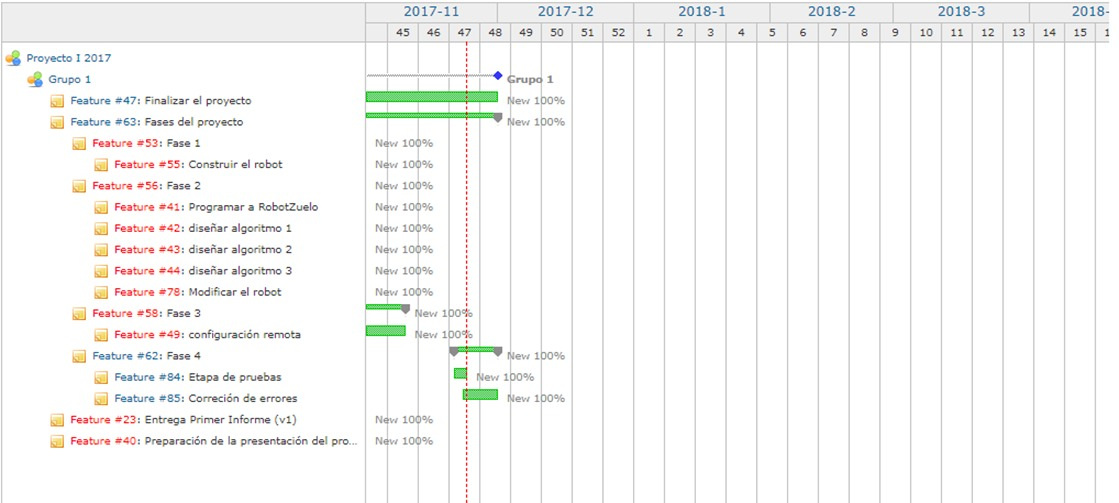 2017-11 2017-12 2018-1 2018-2 2018-3 2018-
45 46 47 48 49 50 51 52 1 2 3 4 5 6 7 8 9 10 11 12 13 14 15 1
Proyecto I 2017
Grupo 1 Grupo 1
Feature #47: Finalizar el proyecto New 100%
Feature #63: Fases del proyecto New 100%
Feature #53: Fase 1 New 100%
Feature #55: Construir el robot New 100%
Feature #56: Fase 2 New 100%
Feature #41: Programar a RobotZuelo New 100%
Feature #42: diseñar algoritmo 1 New 100%
Feature #43: diseñar algoritmo 2 New 100%
Feature #44: diseñar algoritmo 3 New 100%
Feature #78: Modificar el robot New 100%
Feature #58: Fase 3 New 100%
Feature #49: configuración remota New 100%
Feature #62: Fase 4 New 100%
Feature #84: Etapa de pruebas New 100%
Feature #85: Correción de errores New 100%
Feature #23: Entrega Primer Informe (v1) New 100%
Feature #40: Preparación de la presentación del pro... New 100%